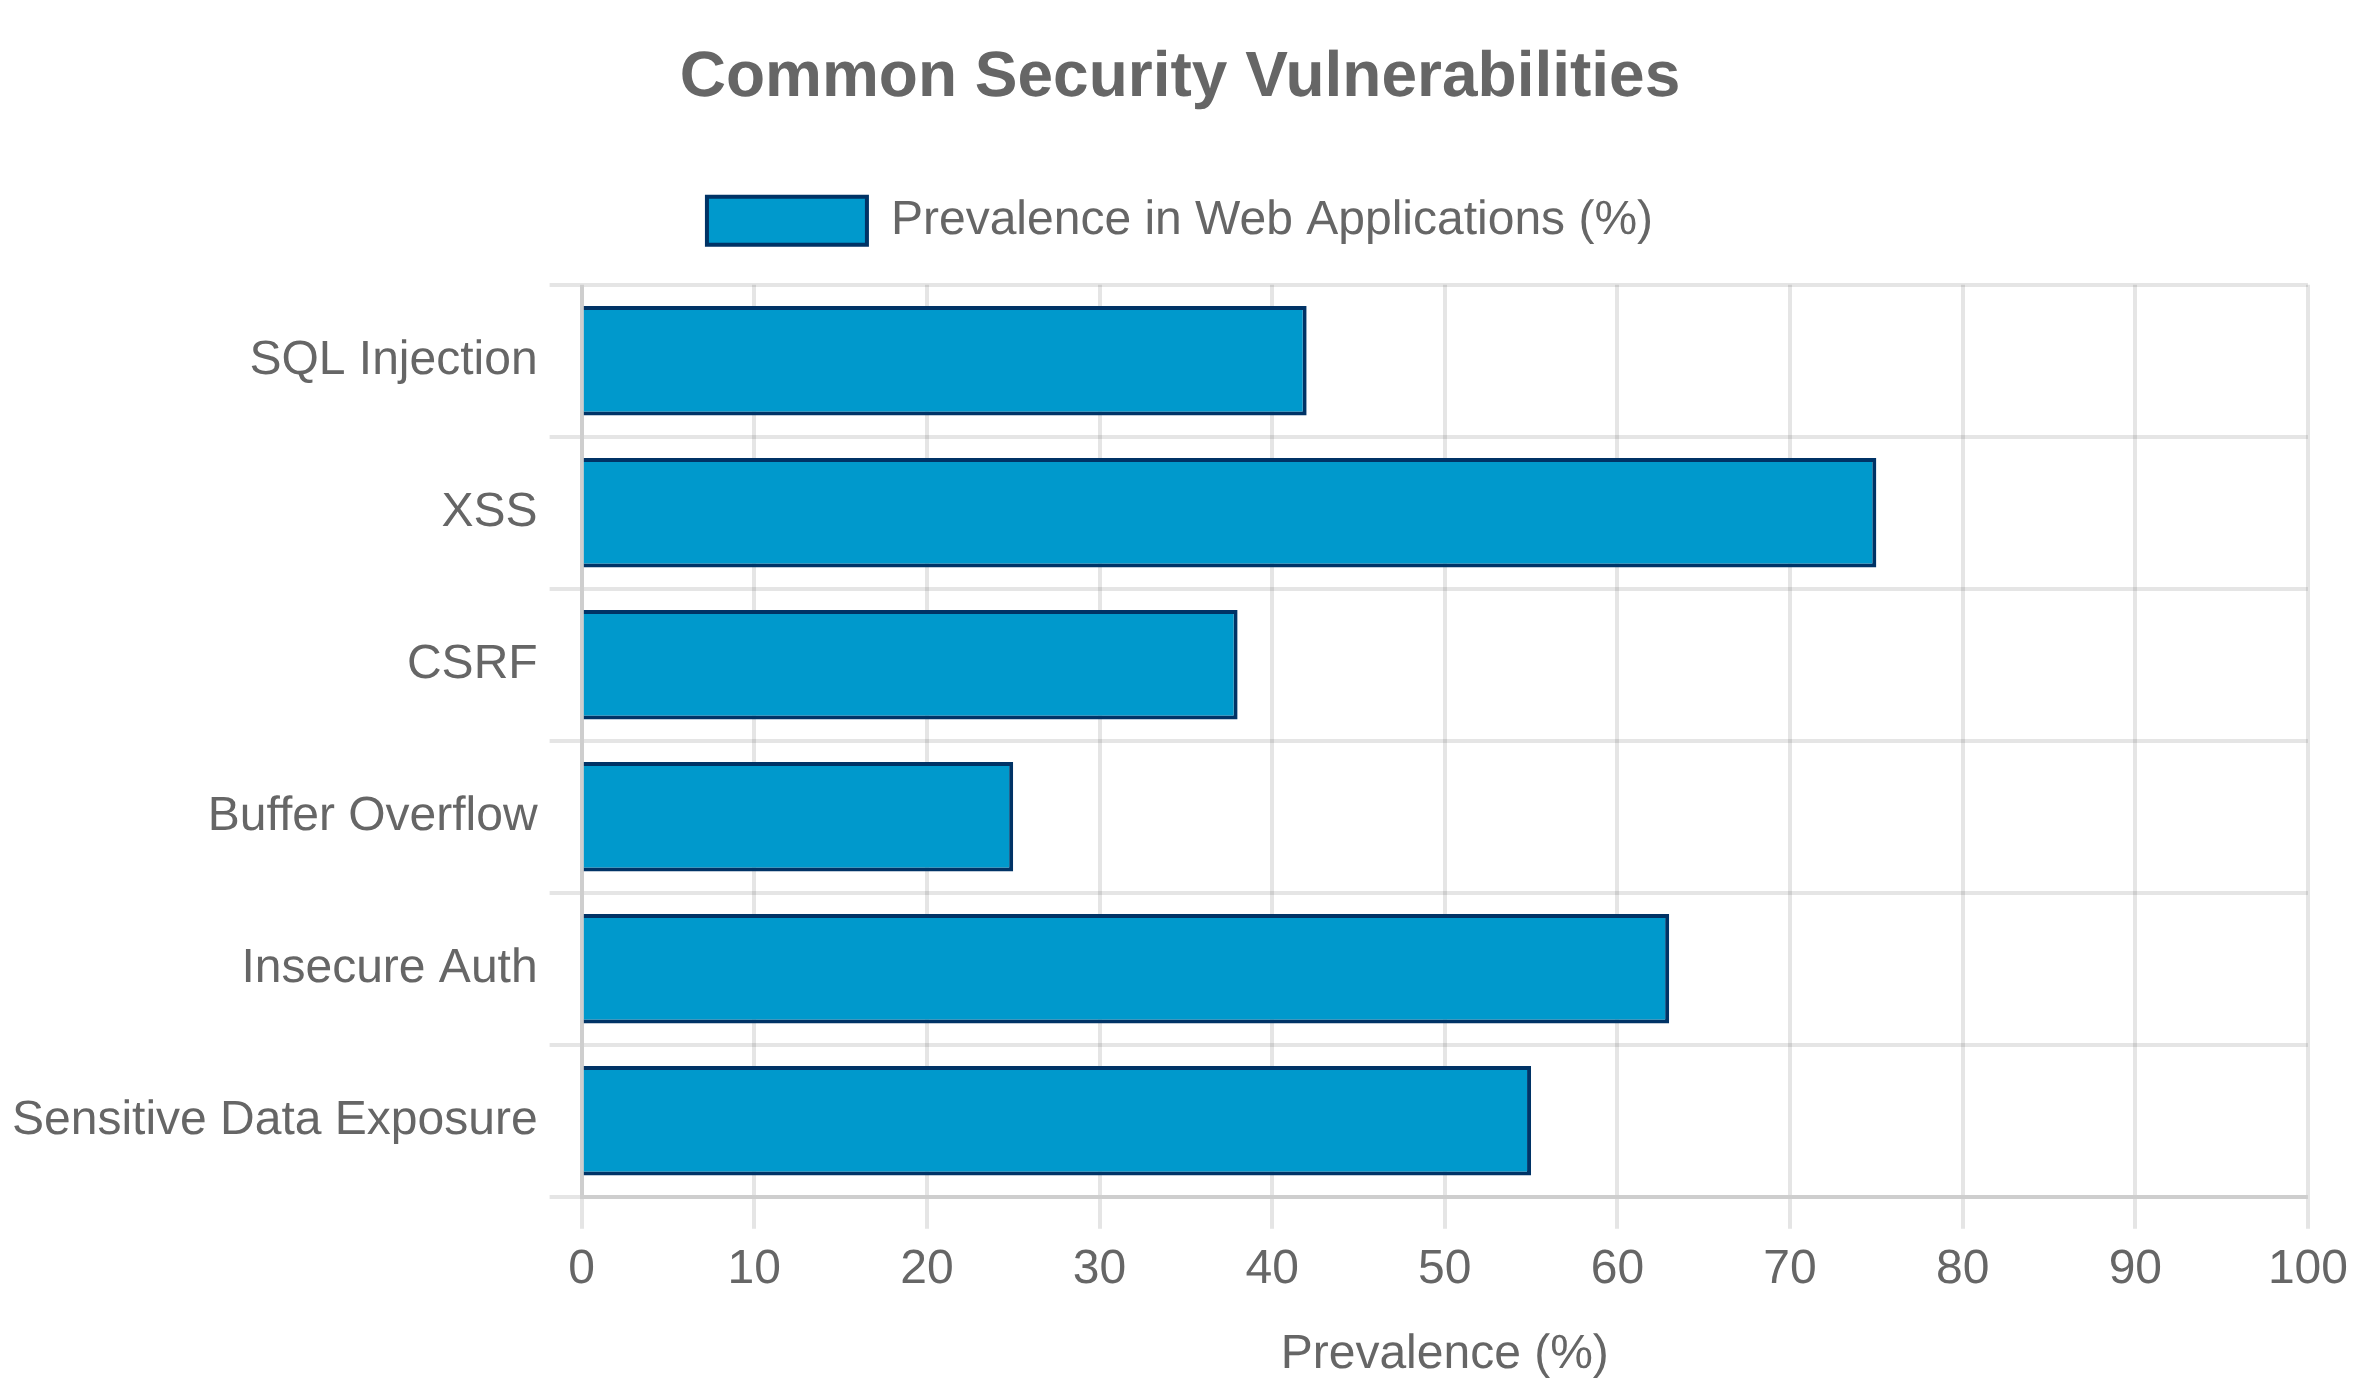 Common Security Vulnerabilities
Prevalence in Web Applications (%)
SQL Injection
XSS
CSRF
Buffer Overflow
Insecure Auth
Sensitive Data Exposure
0 10 20 30 40 50 60 70 80 90 100
Prevalence (%)